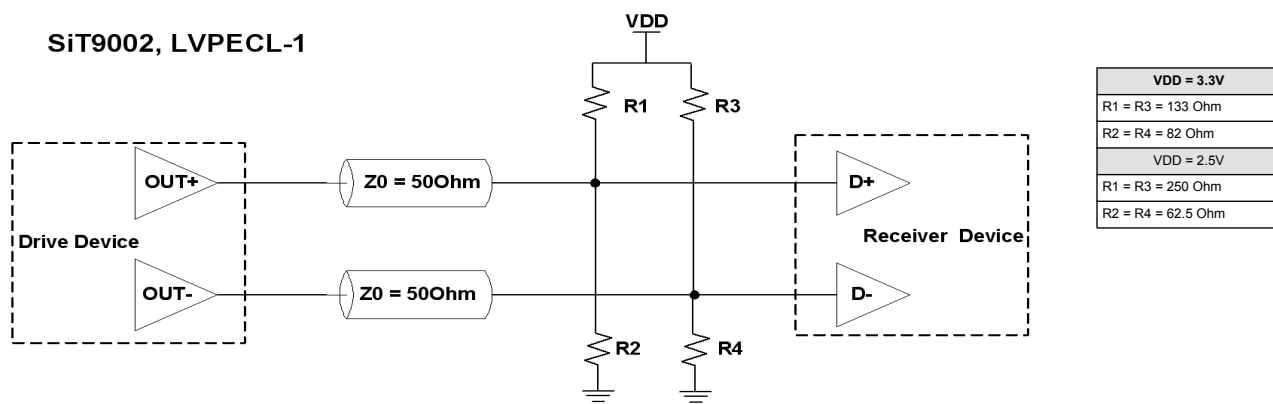 SiT9002, LVPECL-1
VDD
R1
R3
OUT+
Z0 = 50Ohm
D+
Drive Device
Receiver Device
OUT-
Z0 = 50Ohm
D-
R2
R4
VDD = 3.3V
R1 = R3 = 133 Ohm
R2 = R4 = 82 Ohm
VDD = 2.5V
R1 = R3 = 250 Ohm
R2 = R4 = 62.5 Ohm